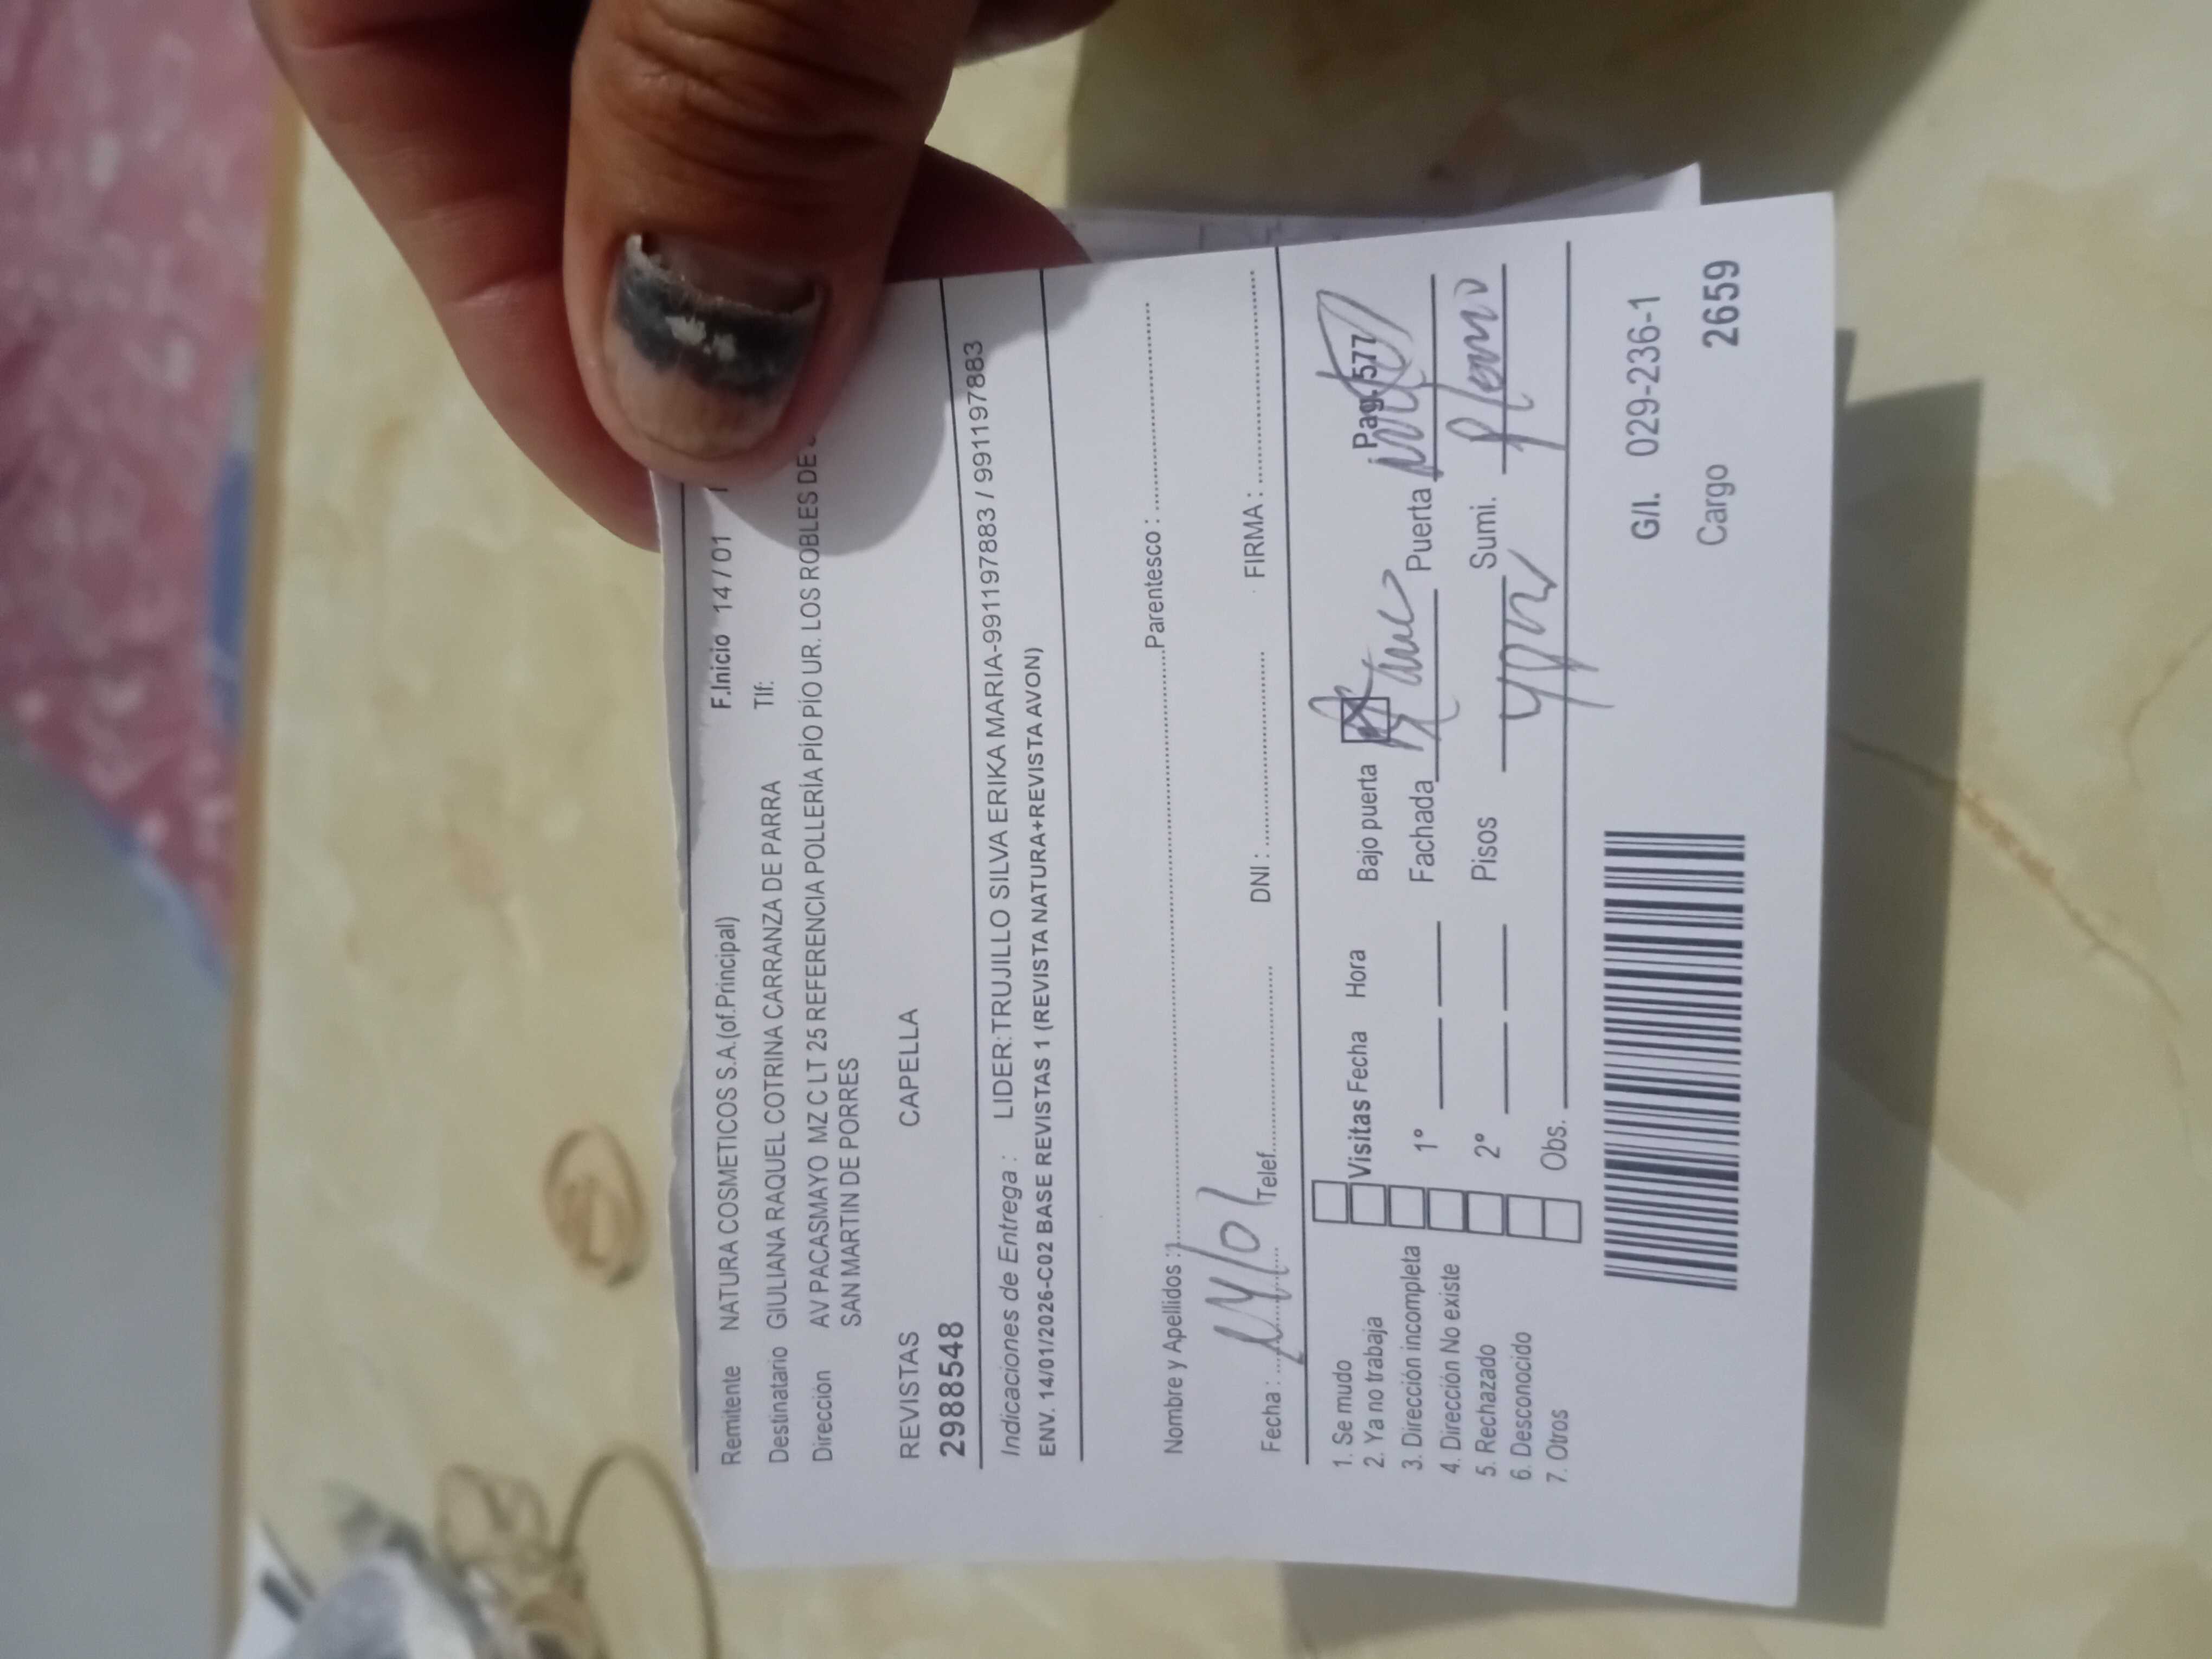 Remitente NATURA COSMETICOS S.A.(of.Principal) F.Inicio 14 / 01
Destinatario GIULIANA RAQUEL COTRINA CARRANZA DE PARRA Tlf:
Dirección AV PACASMAYO MZ C LT 25 REFERENCIA POLLERÍA PÍO PÍO UR. LOS ROBLES DE
SAN MARTIN DE PORRES
REVISTAS CAPELLA
2988548
Indicaciones de Entrega : LIDER:TRUJILLO SILVA ERIKA MARIA-991197883 / 991197883
ENV. 14/01/2026-C02 BASE REVISTAS 1 (REVISTA NATURA+REVISTA AVON)
Nombre y Apellidos : Parentesco :
Fecha : 14/01 Telef. DNI : FIRMA :
1. Se mudo
2. Ya no trabaja
3. Dirección incompleta
4. Dirección No existe
5. Rechazado
6. Desconocido
7. Otros
Visitas Fecha Hora Bajo puerta Pag. 577
1° Fachada Puerta
2° Pisos Sumi.
Obs.
G/I. 029-236-1
Cargo 2659